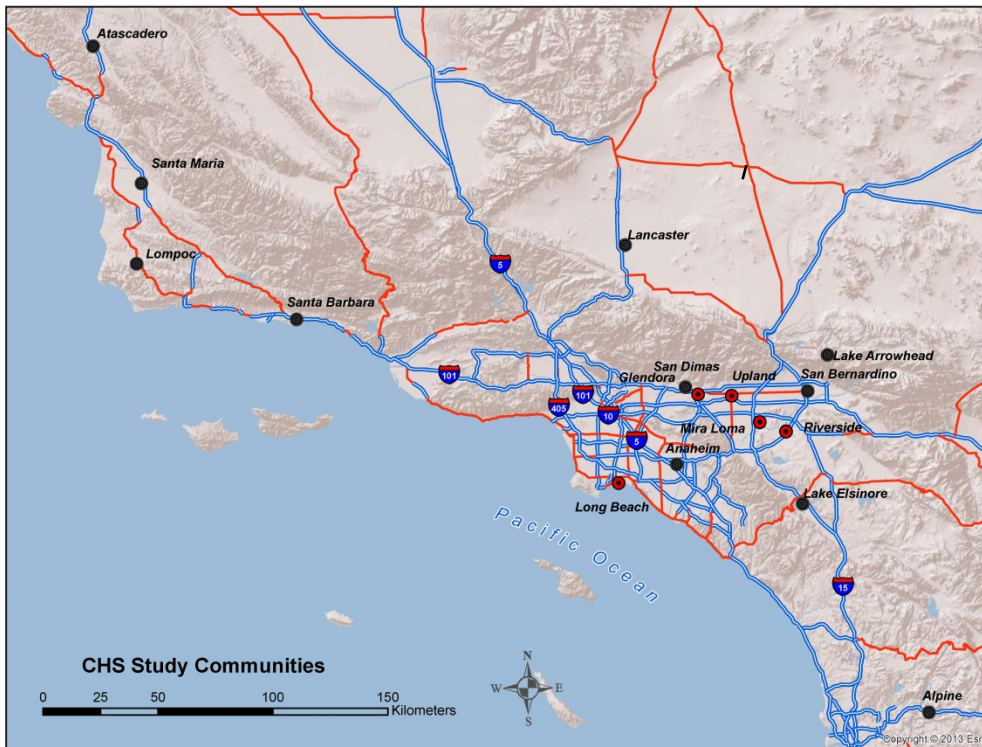 Atascadero
Santa Maria
Lancaster
Lompoc
5
Santa Barbara
Lake Arrowhead
San Dimas
Glendora
Upland
San Bernardino
101
101
405
10
Mira Loma
Riverside
5
Anaheim
Lake Elsinore
Long Beach
Pacific Ocean
15
CHS Study Communities
N
W E
S
0 25 50 100 150
Kilometers
Alpine
Copyright:© 2013 Esri